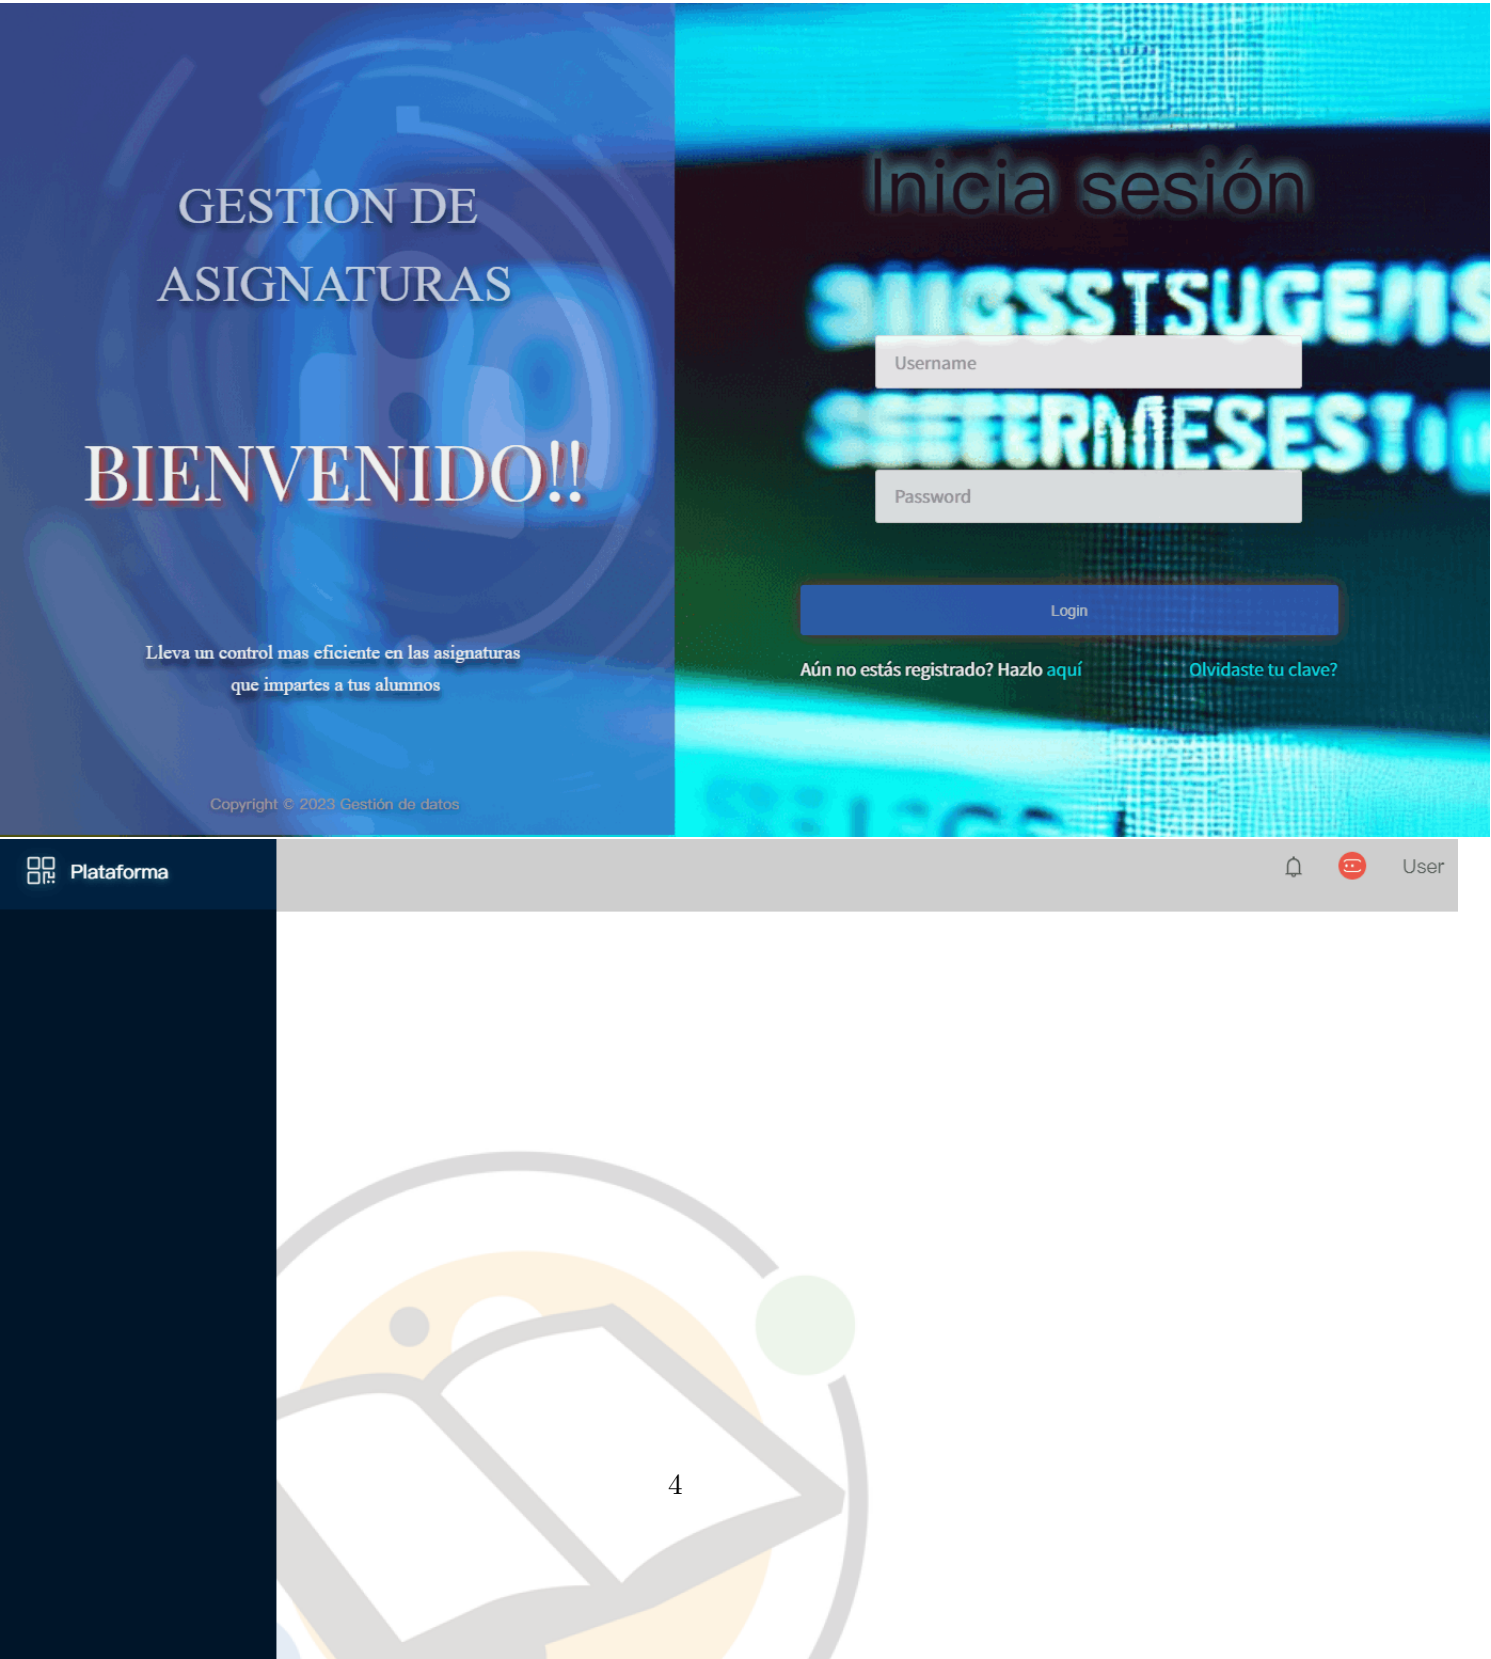 GESTION DE
ASIGNATURAS
BIENVENIDO!!
Lleva un control mas eficiente en las asignaturas
que impartes a tus alumnos
Copyright © 2023 Gestión de datos
Inicia sesión
Username
Password
Login
Aún no estás registrado? Hazlo aquí
Olvidaste tu clave?
Plataforma
User
4